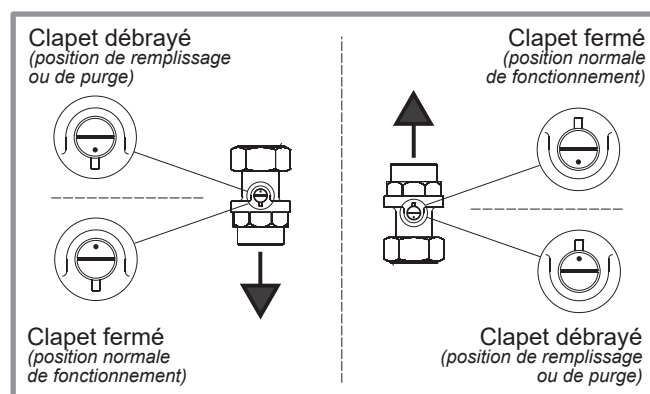 Clapet débrayé
(position de remplissage
ou de purge)
Clapet fermé
(position normale
de fonctionnement)
Clapet fermé
(position normale
de fonctionnement)
Clapet débrayé
(position de remplissage
ou de purge)